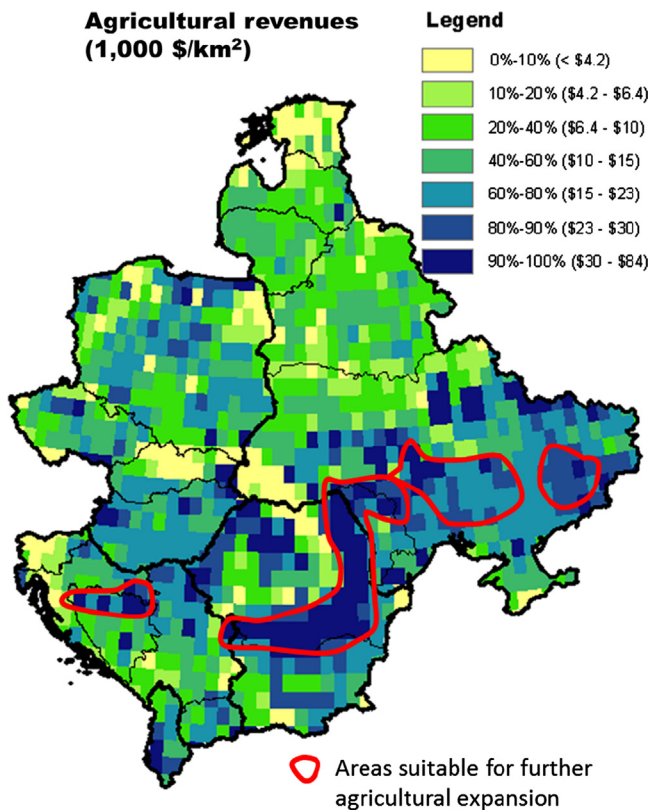 Agricultural revenues
(1,000 $/km²)
Legend
0%-10% (< $4.2)
10%-20% ($4.2 - $6.4)
20%-40% ($6.4 - $10)
40%-60% ($10 - $15)
60%-80% ($15 - $23)
80%-90% ($23 - $30)
90%-100% ($30 - $84)
Areas suitable for further
agricultural expansion